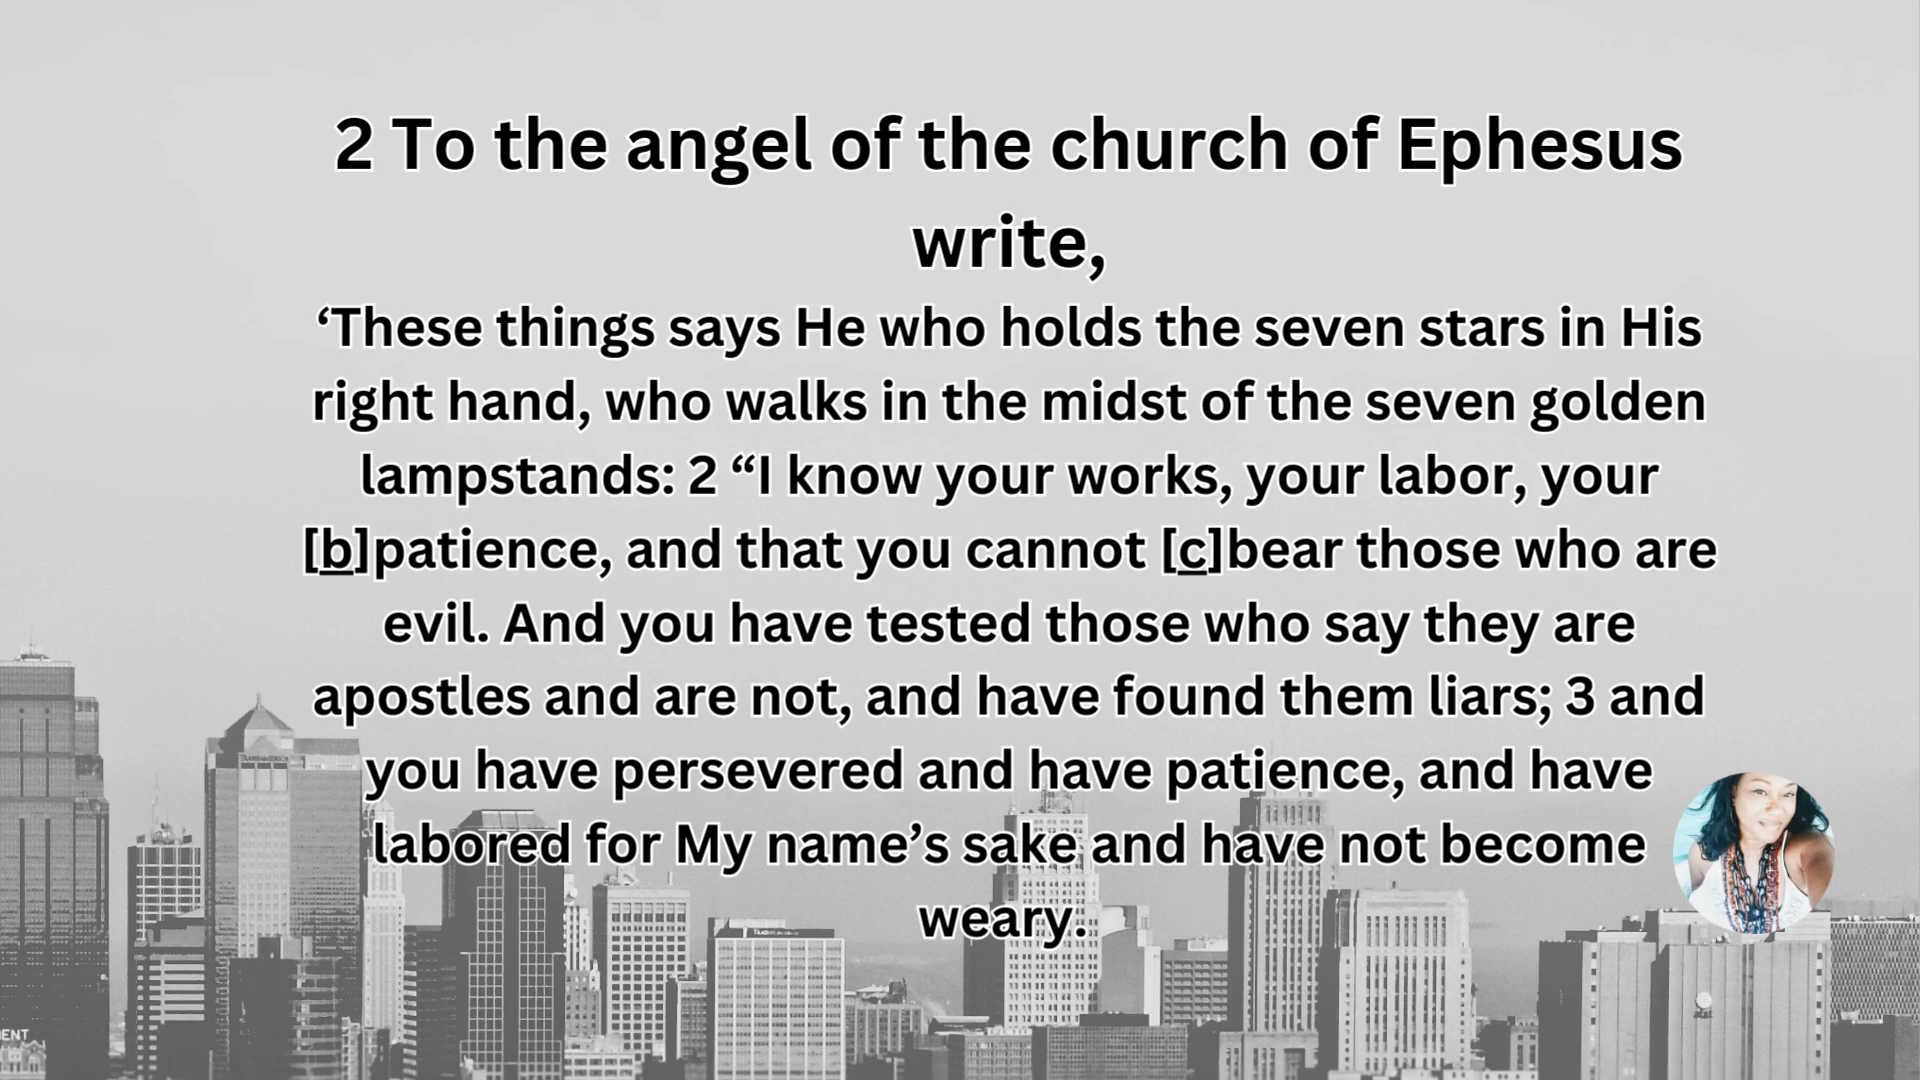 2 To the angel of the church of Ephesus
write,
‘These things says He who holds the seven stars in His
right hand, who walks in the midst of the seven golden
lampstands: 2 “I know your works, your labor, your
[b]patience, and that you cannot [c]bear those who are
evil. And you have tested those who say they are
apostles and are not, and have found them liars; 3 and
you have persevered and have patience, and have
labored for My name’s sake and have not become
weary.